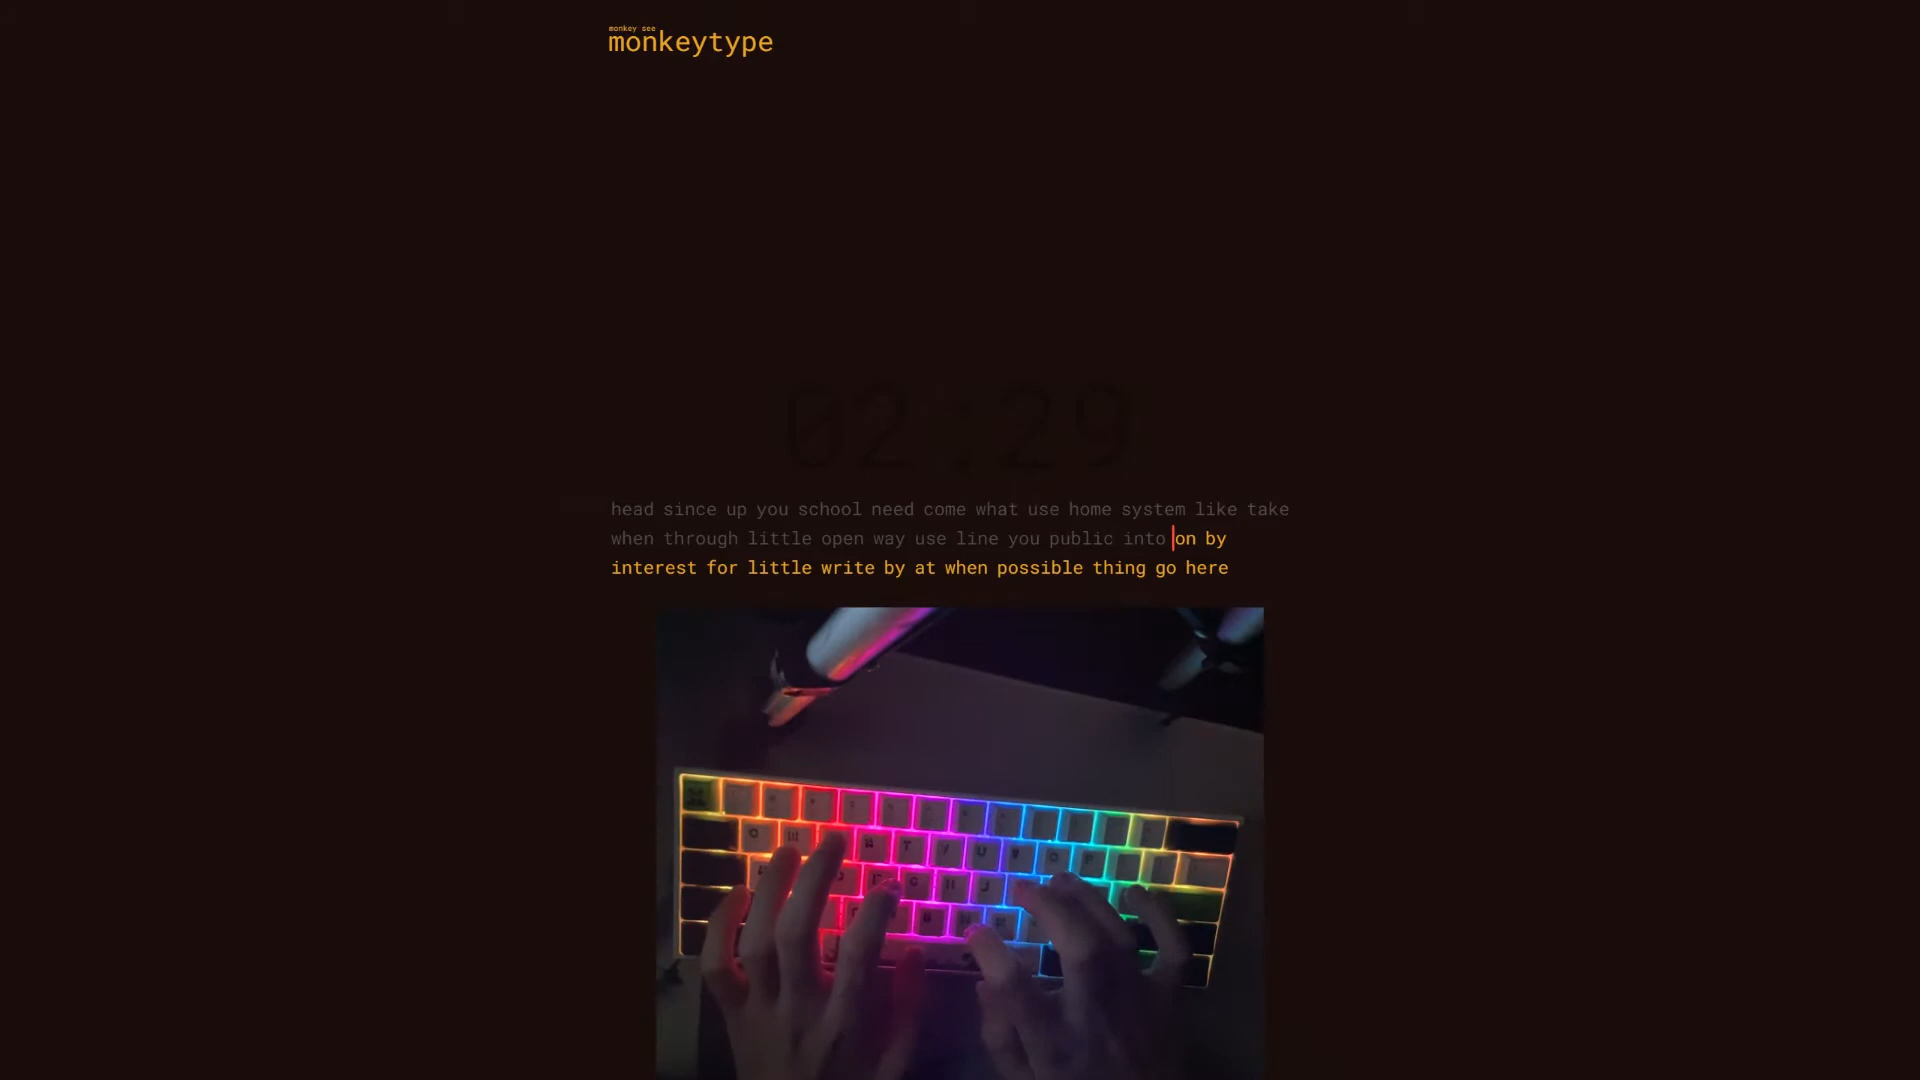 monkey see
monkeytype
02:29
head since up you school need come what use home system like take
when through little open way use line you public into on by
interest for little write by at when possible thing go here